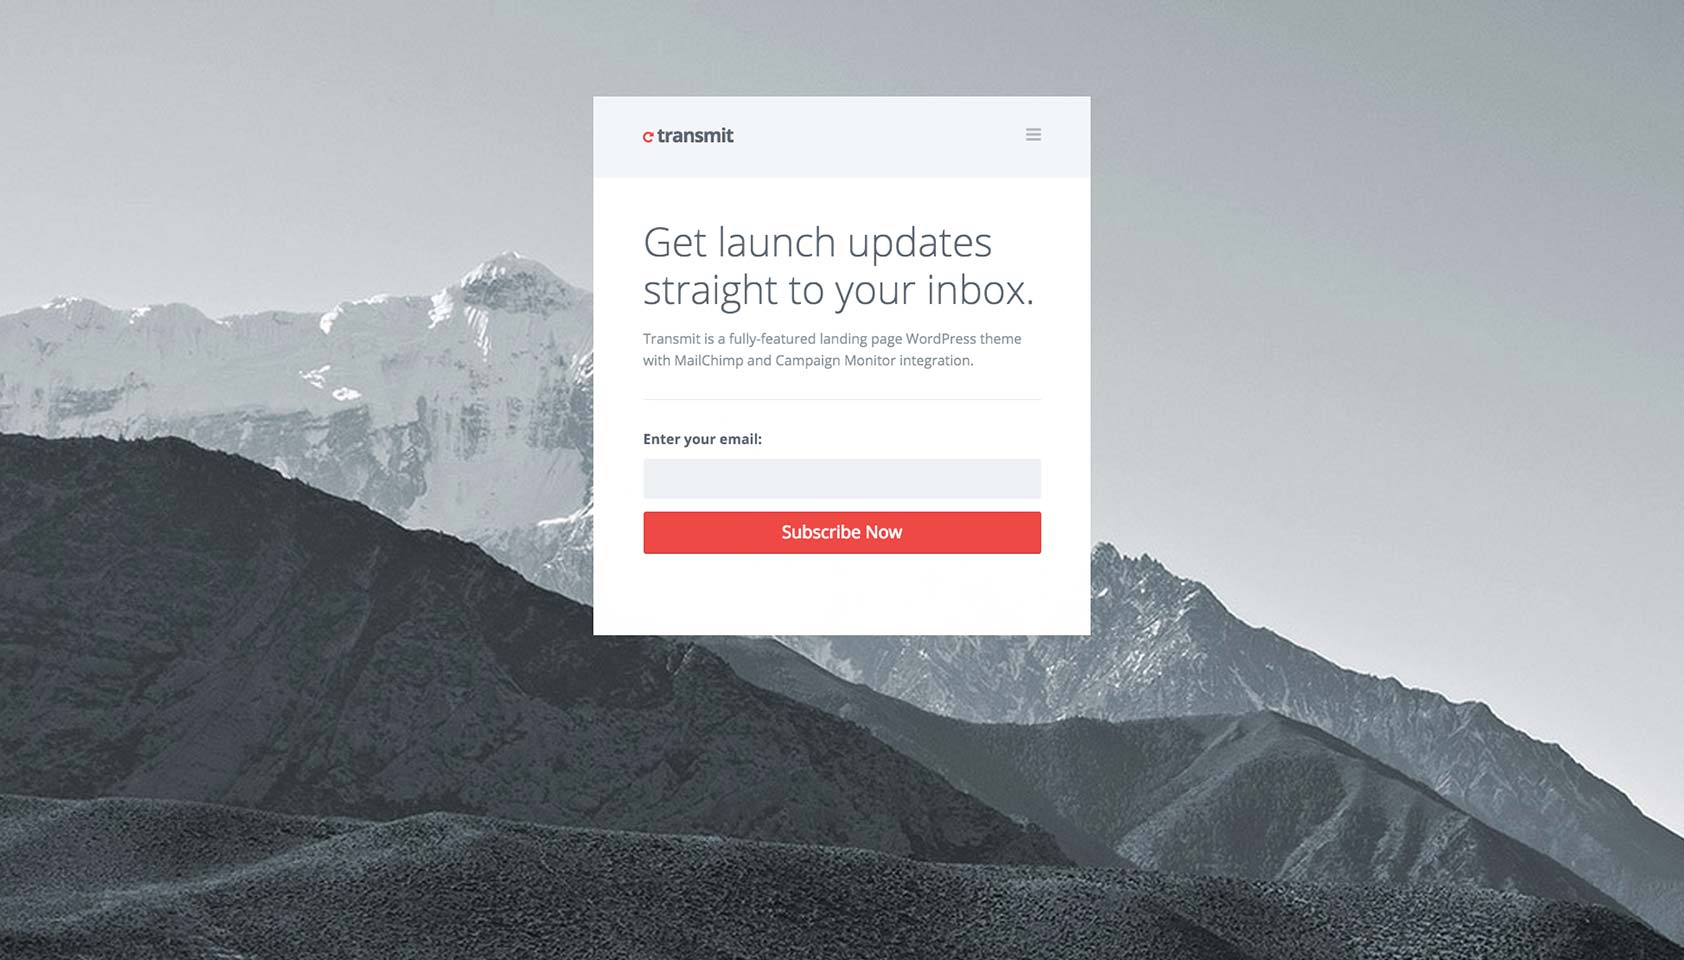 transmit
Get launch updates
straight to your inbox.
Transmit is a fully-featured landing page WordPress theme
with MailChimp and Campaign Monitor integration.
Enter your email:
Subscribe Now